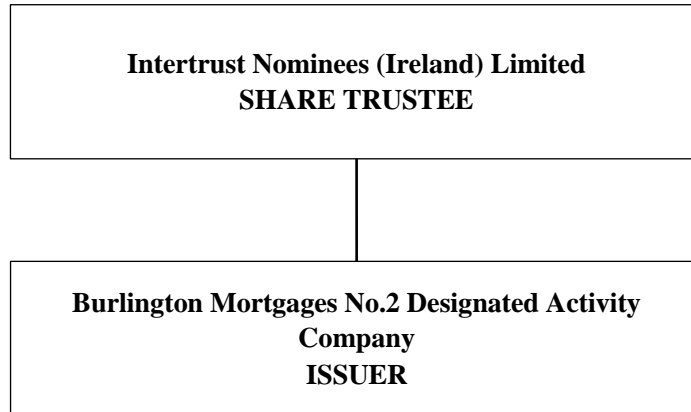 Intertrust Nominees (Ireland) Limited
SHARE TRUSTEE
Burlington Mortgages No.2 Designated Activity
Company
ISSUER